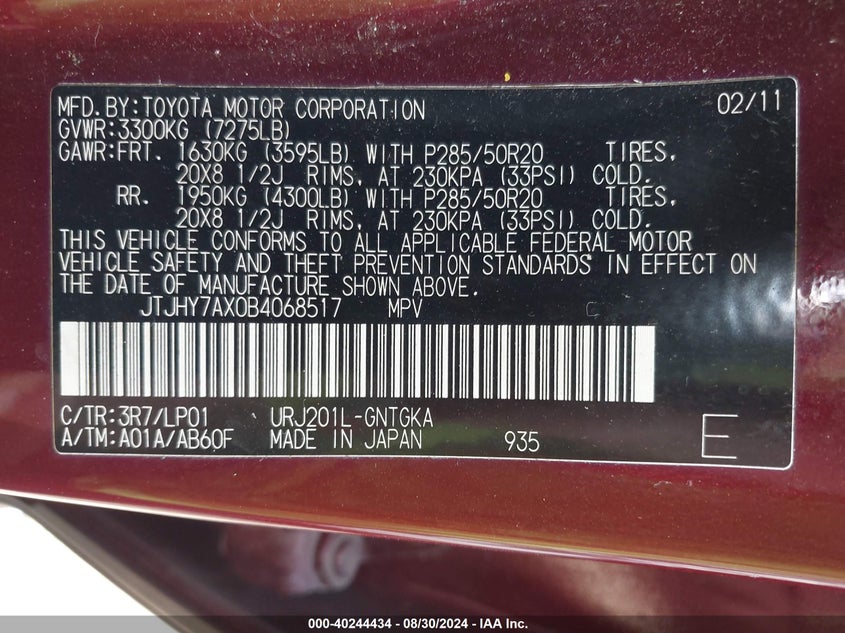 MFD.BY:TOYOTA MOTOR CORPORATION 02/11
GVWR:3300KG (7275LB)
GAWR:FRT. 1630KG (3595LB) WITH P285/50R20 TIRES,
20X8 1/2J RIMS, AT 230KPA (33PSI) COLD.
RR. 1950KG (4300LB) WITH P285/50R20 TIRES,
20X8 1/2J RIMS, AT 230KPA (33PSI) COLD.
THIS VEHICLE CONFORMS TO ALL APPLICABLE FEDERAL MOTOR
VEHICLE SAFETY AND THEFT PREVENTION STANDARDS IN EFFECT ON
THE DATE OF MANUFACTURE SHOWN ABOVE.
JTJHY7AX0B4068517 MPV C
C/TR:3R7/LP01 URJ201L-GNTGKA
A/TM:A01A/AB60F MADE IN JAPAN 935 E
000-40244434 - 08/30/2024 - IAA Inc.